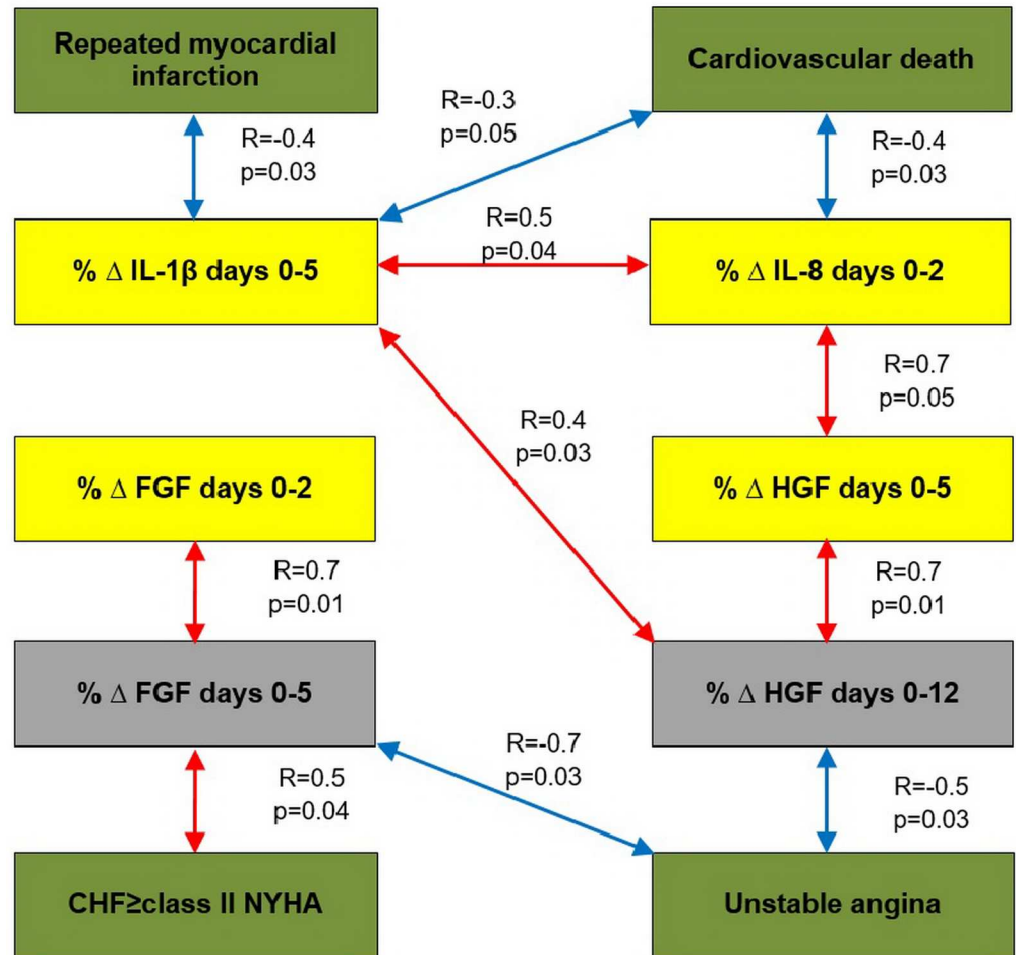 Repeated myocardial
infarction
Cardiovascular death
R=-0.3
p=0.05
R=-0.4
p=0.03
R=-0.4
p=0.03
R=0.5
p=0.04
% Δ IL-1β days 0-5
% Δ IL-8 days 0-2
R=0.7
p=0.05
R=0.4
p=0.03
% Δ FGF days 0-2
% Δ HGF days 0-5
R=0.7
p=0.01
R=0.7
p=0.01
% Δ FGF days 0-5
% Δ HGF days 0-12
R=-0.7
p=0.03
R=0.5
p=0.04
R=-0.5
p=0.03
CHF≥class II NYHA
Unstable angina